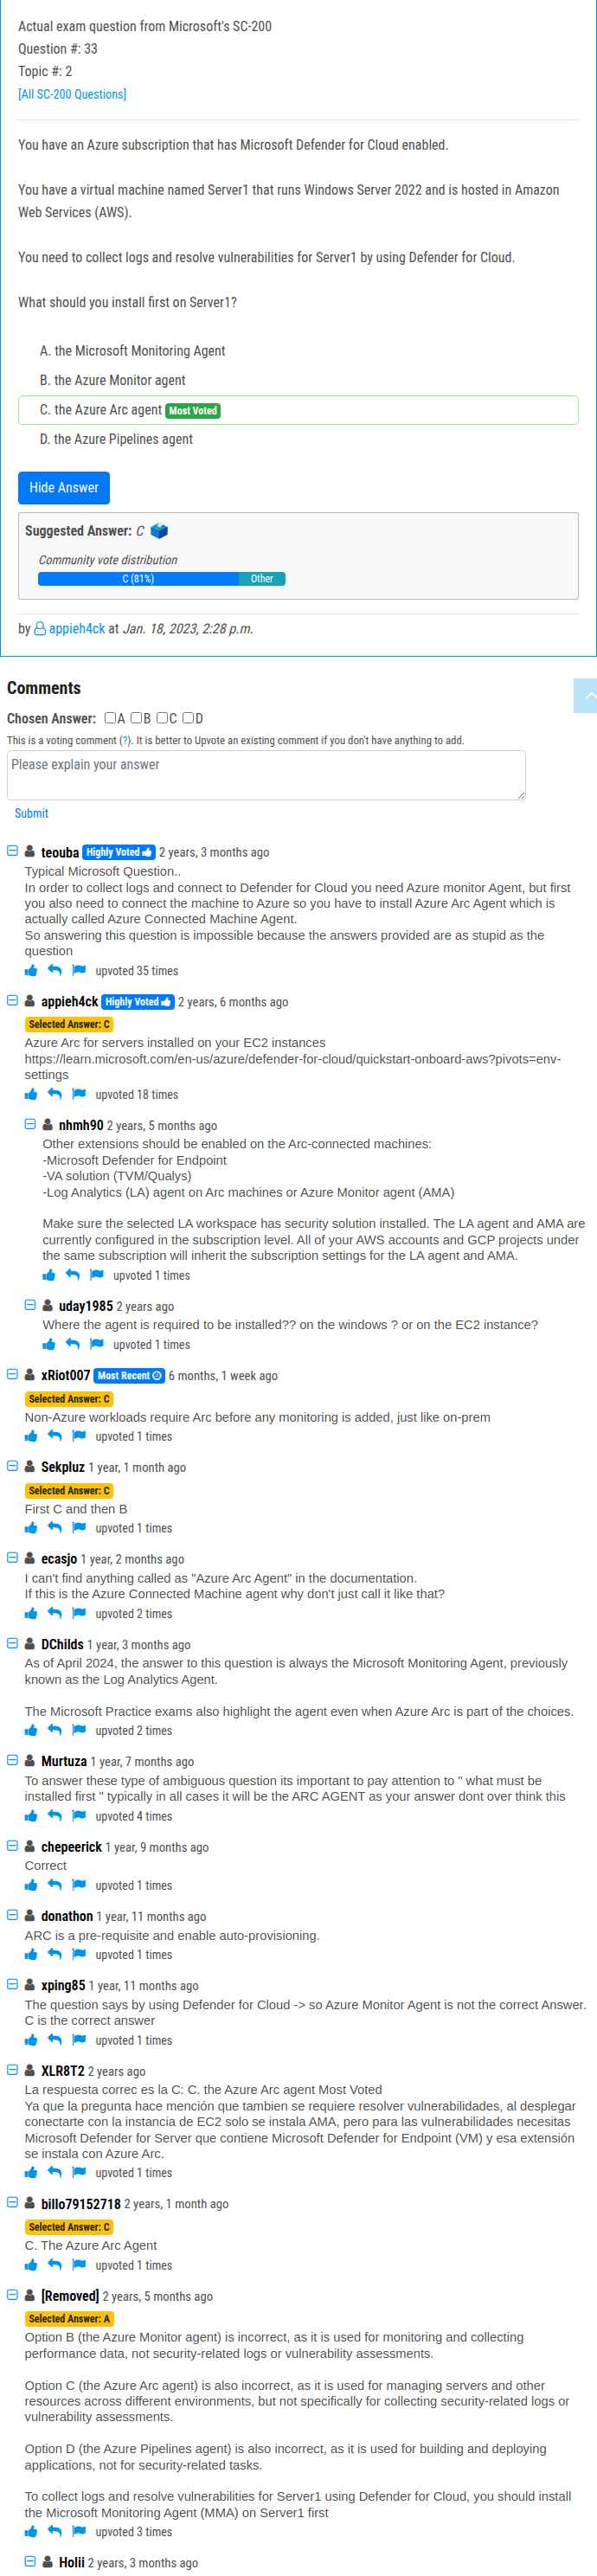 Actual exam question from Microsoft's SC-200
Question #: 33
Topic #: 2
[All SC-200 Questions]
You have an Azure subscription that has Microsoft Defender for Cloud enabled.
You have a virtual machine named Server1 that runs Windows Server 2022 and is hosted in Amazon
Web Services (AWS).
You need to collect logs and resolve vulnerabilities for Server1 by using Defender for Cloud.
What should you install first on Server1?
A. the Microsoft Monitoring Agent
B. the Azure Monitor agent
C. the Azure Arc agent Most Voted
D. the Azure Pipelines agent
Hide Answer
Suggested Answer: C
Community vote distribution
C (81%) Other
by appieh4ck at Jan. 18, 2023, 2:28 p.m.
Comments
Chosen Answer: A B C D
This is a voting comment (?). It is better to Upvote an existing comment if you don't have anything to add.
Please explain your answer
Submit
teouba Highly Voted 2 years, 3 months ago
Typical Microsoft Question..
In order to collect logs and connect to Defender for Cloud you need Azure monitor Agent, but first
you also need to connect the machine to Azure so you have to install Azure Arc Agent which is
actually called Azure Connected Machine Agent.
So answering this question is impossible because the answers provided are as stupid as the
question
upvoted 35 times
appieh4ck Highly Voted 2 years, 6 months ago
Selected Answer: C
Azure Arc for servers installed on your EC2 instances
https://learn.microsoft.com/en-us/azure/defender-for-cloud/quickstart-onboard-aws?pivots=env-
settings
upvoted 18 times
nhmh90 2 years, 5 months ago
Other extensions should be enabled on the Arc-connected machines:
-Microsoft Defender for Endpoint
-VA solution (TVM/Qualys)
-Log Analytics (LA) agent on Arc machines or Azure Monitor agent (AMA)
Make sure the selected LA workspace has security solution installed. The LA agent and AMA are
currently configured in the subscription level. All of your AWS accounts and GCP projects under
the same subscription will inherit the subscription settings for the LA agent and AMA.
upvoted 1 times
uday1985 2 years ago
Where the agent is required to be installed?? on the windows ? or on the EC2 instance?
upvoted 1 times
xRiot007 Most Recent 6 months, 1 week ago
Selected Answer: C
Non-Azure workloads require Arc before any monitoring is added, just like on-prem
upvoted 1 times
Sekpluz 1 year, 1 month ago
Selected Answer: C
First C and then B
upvoted 1 times
ecasjo 1 year, 2 months ago
I can't find anything called as "Azure Arc Agent" in the documentation.
If this is the Azure Connected Machine agent why don't just call it like that?
upvoted 2 times
DChilds 1 year, 3 months ago
As of April 2024, the answer to this question is always the Microsoft Monitoring Agent, previously
known as the Log Analytics Agent.
The Microsoft Practice exams also highlight the agent even when Azure Arc is part of the choices.
upvoted 2 times
Murtuza 1 year, 7 months ago
To answer these type of ambiguous question its important to pay attention to " what must be
installed first " typically in all cases it will be the ARC AGENT as your answer dont over think this
upvoted 4 times
chepeerick 1 year, 9 months ago
Correct
upvoted 1 times
donathon 1 year, 11 months ago
ARC is a pre-requisite and enable auto-provisioning.
upvoted 1 times
xping85 1 year, 11 months ago
The question says by using Defender for Cloud -> so Azure Monitor Agent is not the correct Answer.
C is the correct answer
upvoted 1 times
XLR8T2 2 years ago
La respuesta correc es la C: C. the Azure Arc agent Most Voted
Ya que la pregunta hace mención que tambien se requiere resolver vulnerabilidades, al desplegar
conectarte con la instancia de EC2 solo se instala AMA, pero para las vulnerabilidades necesitas
Microsoft Defender for Server que contiene Microsoft Defender for Endpoint (VM) y esa extensión
se instala con Azure Arc.
upvoted 1 times
billo79152718 2 years, 1 month ago
Selected Answer: C
C. The Azure Arc Agent
upvoted 1 times
[Removed] 2 years, 5 months ago
Selected Answer: A
Option B (the Azure Monitor agent) is incorrect, as it is used for monitoring and collecting
performance data, not security-related logs or vulnerability assessments.
Option C (the Azure Arc agent) is also incorrect, as it is used for managing servers and other
resources across different environments, but not specifically for collecting security-related logs or
vulnerability assessments.
Option D (the Azure Pipelines agent) is also incorrect, as it is used for building and deploying
applications, not for security-related tasks.
To collect logs and resolve vulnerabilities for Server1 using Defender for Cloud, you should install
the Microsoft Monitoring Agent (MMA) on Server1 first
upvoted 3 times
Holii 2 years, 3 months ago